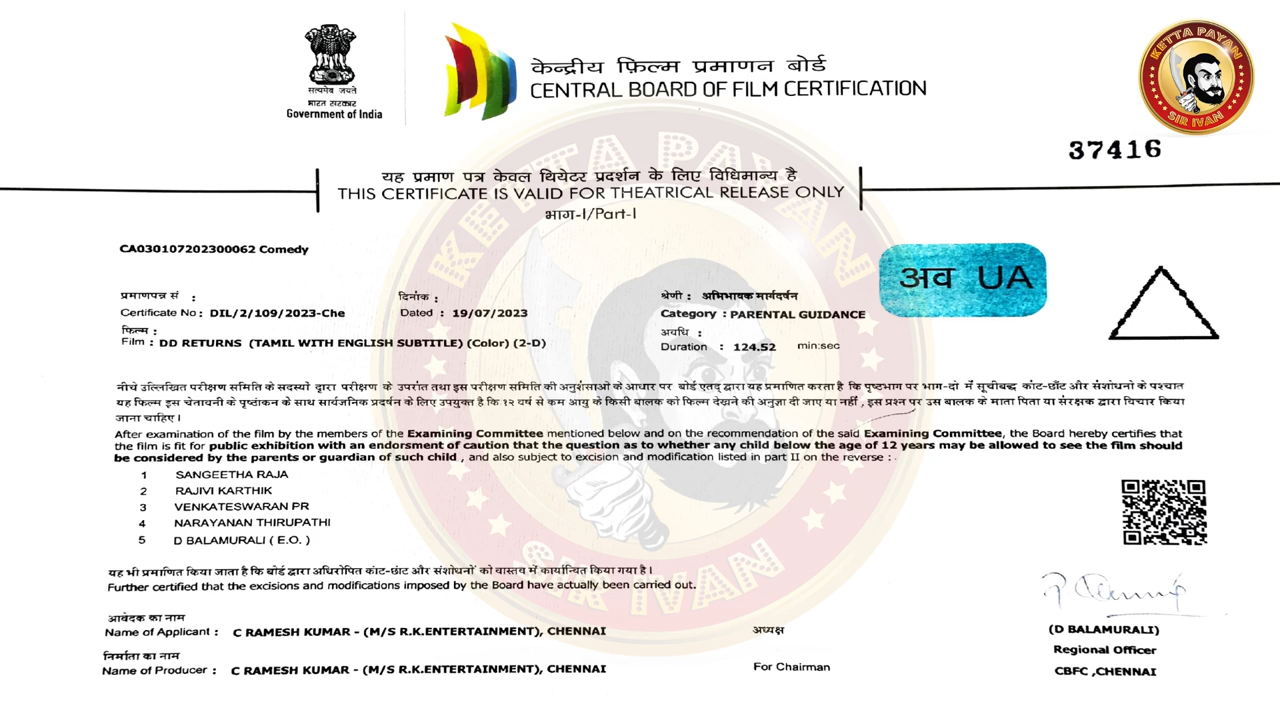 सत्यमेव जयते
भारत सरकार
Government of India
केन्द्रीय फ़िल्म प्रमाणन बोर्ड
CENTRAL BOARD OF FILM CERTIFICATION
KETTA PAYAN
SIR IVAN
37416
यह प्रमाण पत्र केवल थियेटर प्रदर्शन के लिए विधिमान्य है
THIS CERTIFICATE IS VALID FOR THEATRICAL RELEASE ONLY
भाग-I/Part-I
CA030107202300062 Comedy
अव UA
प्रमाणपत्र सं :
दिनांक :
श्रेणी : अभिभावक मार्गदर्शन
Certificate No : DIL/2/109/2023-Che
Dated : 19/07/2023
Category : PARENTAL GUIDANCE
फिल्म :
अवधि :
Film : DD RETURNS (TAMIL WITH ENGLISH SUBTITLE) (Color) (2-D)
Duration : 124.52 min:sec
नीचे उल्लिखित परीक्षण समिति के सदस्यों द्वारा परीक्षण के उपरांत तथा इस परीक्षण समिति की अनुशंसाओं के आधार पर बोर्ड एतद् द्वारा यह प्रमाणित करता है कि पृष्ठभाग पर भाग-दो में सूचीबद्ध कांट-छाँट और संशोधनों के पश्चात
यह फिल्म इस चेतावनी के पृष्ठांकन के साथ सार्वजनिक प्रदर्शन के लिए उपयुक्त है कि १२ वर्ष से कम आयु के किसी बालक को फिल्म देखने की अनुज्ञा दी जाए या नहीं , इस प्रश्न पर उस बालक के माता पिता या संरक्षक द्वारा विचार किया
जाना चाहिए ।
After examination of the film by the members of the Examining Committee mentioned below and on the recommendation of the said Examining Committee, the Board hereby certifies that
the film is fit for public exhibition with an endorsment of caution that the question as to whether any child below the age of 12 years may be allowed to see the film should
be considered by the parents or guardian of such child , and also subject to excision and modification listed in part II on the reverse :
1 SANGEETHA RAJA
2 RAJIVI KARTHIK
3 VENKATESWARAN PR
4 NARAYANAN THIRUPATHI
5 D BALAMURALI ( E.O. )
KETTA PAYAN
SIR IVAN
यह भी प्रमाणित किया जाता है कि बोर्ड द्वारा अधिरोपित कांट-छांट और संशोधनों को वास्तव में कार्यान्वित किया गया है ।
Further certified that the excisions and modifications imposed by the Board have actually been carried out.
आवेदक का नाम
Name of Applicant : C RAMESH KUMAR - (M/S R.K.ENTERTAINMENT), CHENNAI
अध्यक्ष
(D BALAMURALI)
निर्माता का नाम
Regional Officer
Name of Producer : C RAMESH KUMAR - (M/S R.K.ENTERTAINMENT), CHENNAI
For Chairman
CBFC ,CHENNAI